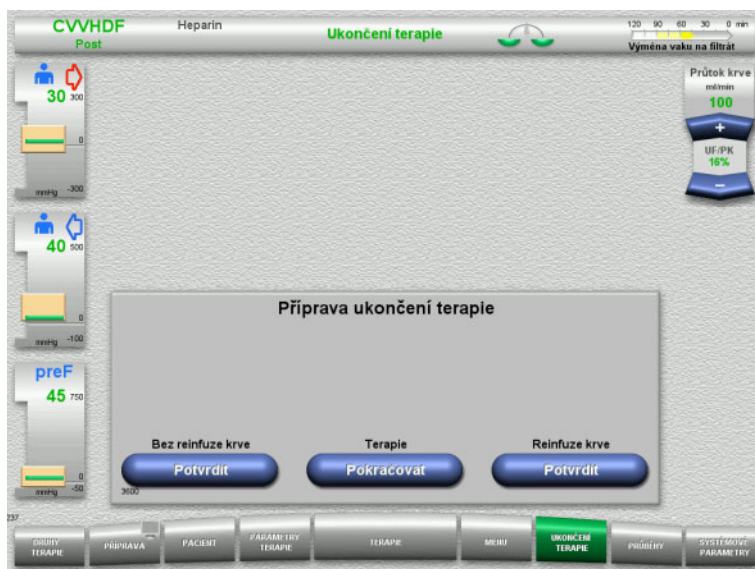 CVVHDF
Post
Heparin
Ukončení terapie
120 90 60 30 0 min
Výměna vaku na filtrát
30
300
0
-300
mmHg
40
500
0
-100
mmHg
preF
45
750
0
-50
mmHg
Průtok krve
ml/min
100
+
UF/PK
16%
−
Příprava ukončení terapie
Bez reinfuze krve
Terapie
Reinfuze krve
Potvrdit
Pokračovat
Potvrdit
3600
237
DRUHY TERAPIE
PŘÍPRAVA
PACIENT
PARAMETRY TERAPIE
TERAPIE
MENU
UKONČENÍ TERAPIE
PRŮBĚHY
SYSTÉMOVÉ PARAMETRY